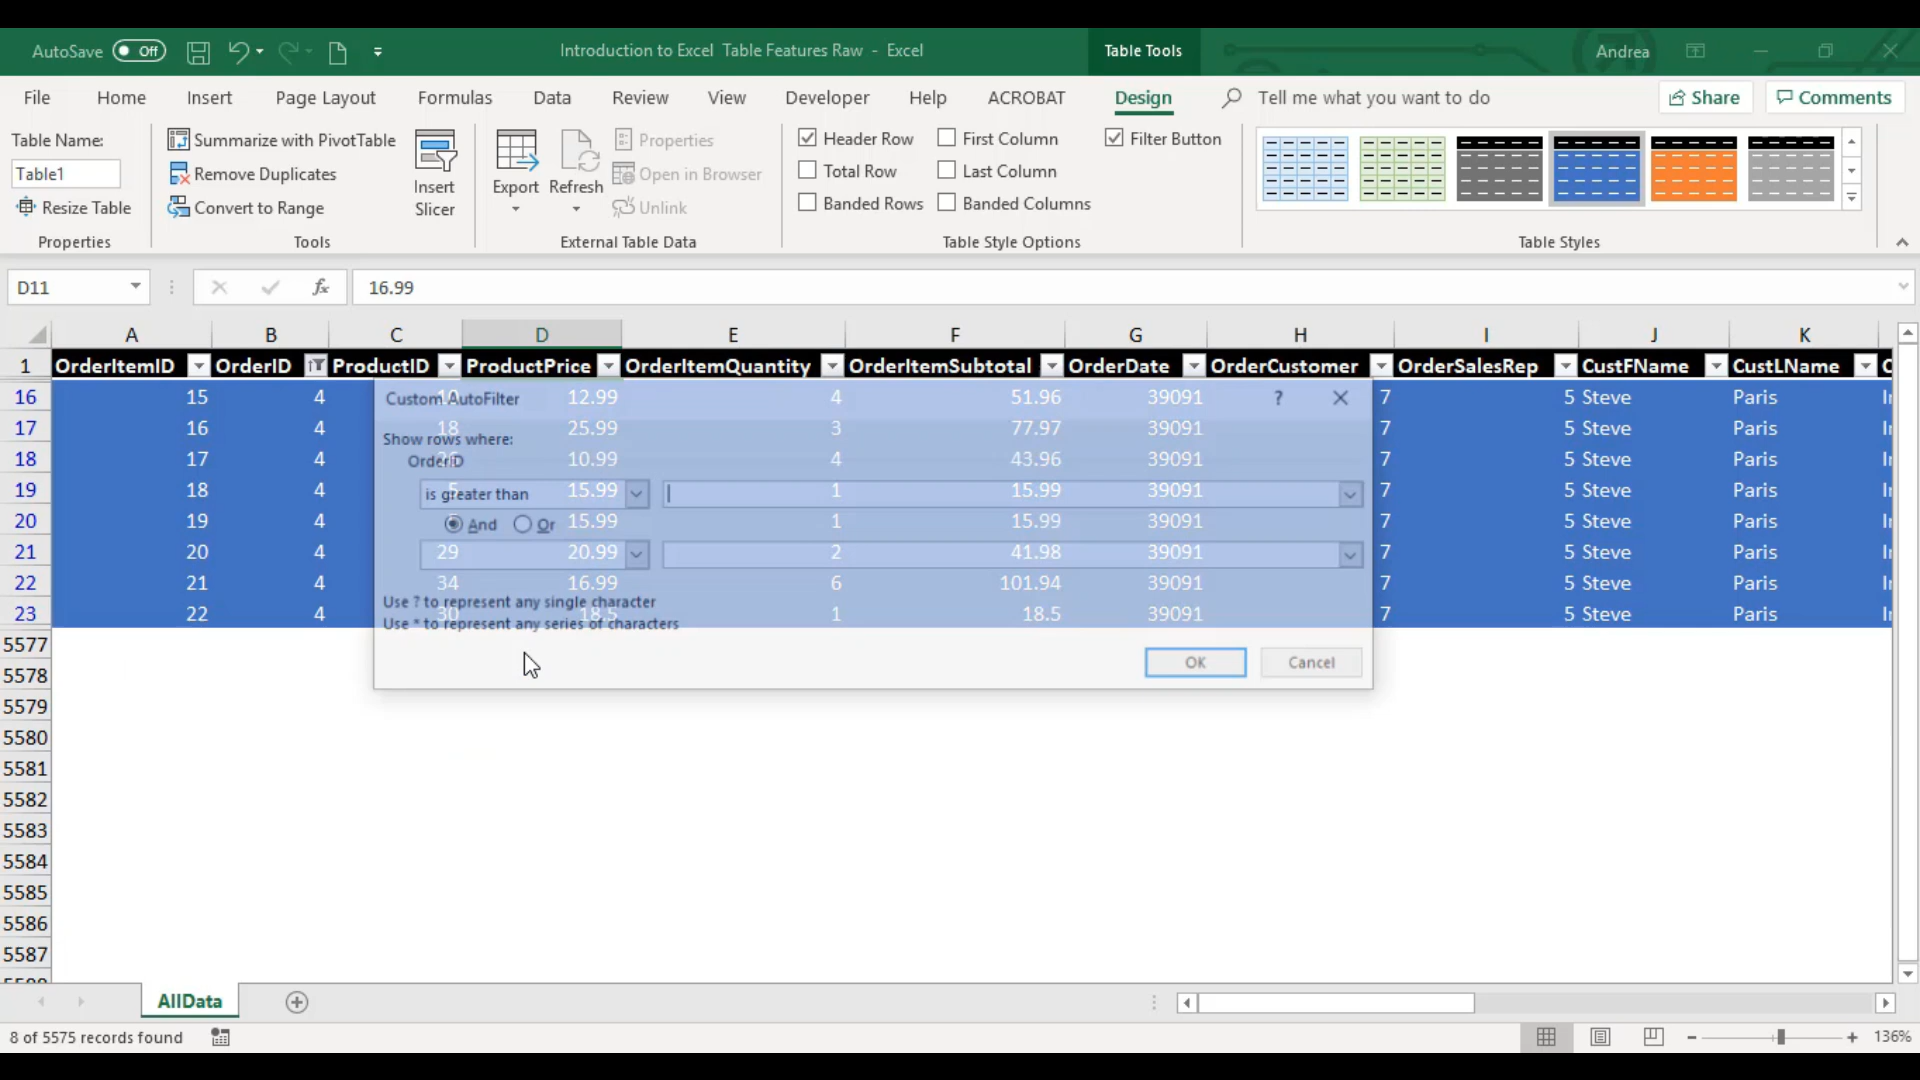 AutoSave Off Introduction to Excel Table Features Raw - Excel Table Tools Andrea
File Home Insert Page Layout Formulas Data Review View Developer Help ACROBAT Design Tell me what you want to do Share Comments
Table Name: Summarize with PivotTable Properties Header Row First Column Filter Button
Table1 Remove Duplicates Insert Slicer Export Refresh Open in Browser Total Row Last Column
Resize Table Convert to Range Unlink Banded Rows Banded Columns
Properties Tools External Table Data Table Style Options Table Styles
D11 fx 16.99
A B C D E F G H I J K
1 OrderItemID OrderID ProductID ProductPrice OrderItemQuantity OrderItemSubtotal OrderDate OrderCustomer OrderSalesRep CustFName CustLName C
16 15 4 12.99 4 51.96 39091 7 5 Steve Paris
17 16 4 18 25.99 3 77.97 39091 7 5 Steve Paris
18 17 4 10.99 4 43.96 39091 7 5 Steve Paris
19 18 4 5 15.99 1 15.99 39091 7 5 Steve Paris
20 19 4 15.99 1 15.99 39091 7 5 Steve Paris
21 20 4 29 20.99 2 41.98 39091 7 5 Steve Paris
22 21 4 34 16.99 6 101.94 39091 7 5 Steve Paris
23 22 4 30 18.5 1 18.5 39091 7 5 Steve Paris
Custom AutoFilter ? ×
Show rows where:
OrderID
is greater than
And Or
Use ? to represent any single character
Use * to represent any series of characters
OK Cancel
5577
5578
5579
5580
5581
5582
5583
5584
5585
5586
5587
AllData
8 of 5575 records found 136%